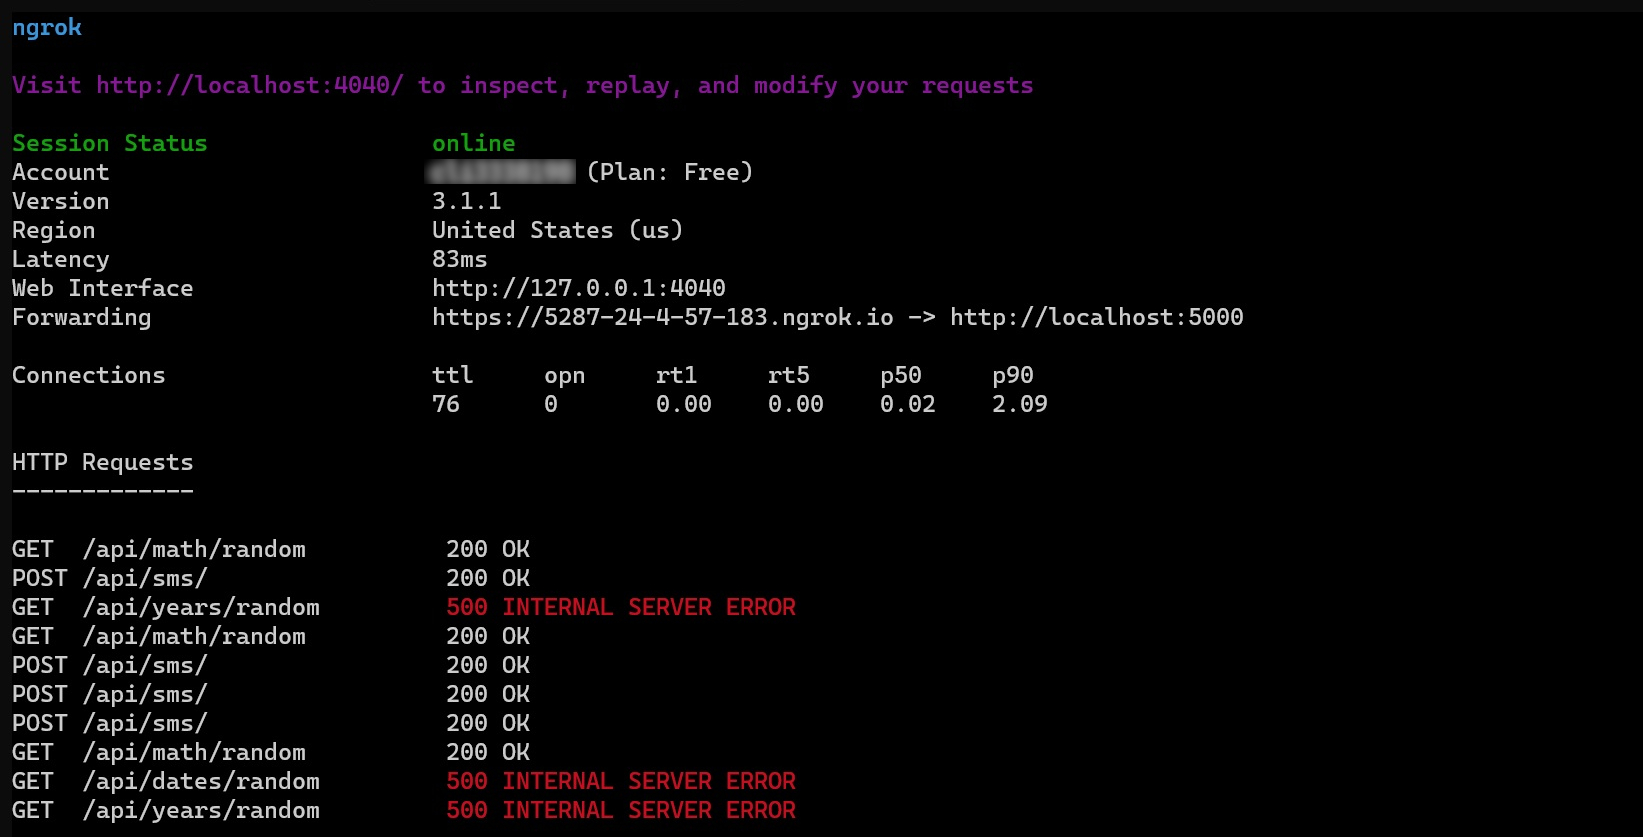 ngrok
Visit http://localhost:4040/ to inspect, replay, and modify your requests
Session Status online
Account (Plan: Free)
Version 3.1.1
Region United States (us)
Latency 83ms
Web Interface http://127.0.0.1:4040
Forwarding https://5287-24-4-57-183.ngrok.io -> http://localhost:5000
Connections ttl opn rt1 rt5 p50 p90
76 0 0.00 0.00 0.02 2.09
HTTP Requests
-------------
GET /api/math/random 200 OK
POST /api/sms/ 200 OK
GET /api/years/random 500 INTERNAL SERVER ERROR
GET /api/math/random 200 OK
POST /api/sms/ 200 OK
POST /api/sms/ 200 OK
POST /api/sms/ 200 OK
GET /api/math/random 200 OK
GET /api/dates/random 500 INTERNAL SERVER ERROR
GET /api/years/random 500 INTERNAL SERVER ERROR